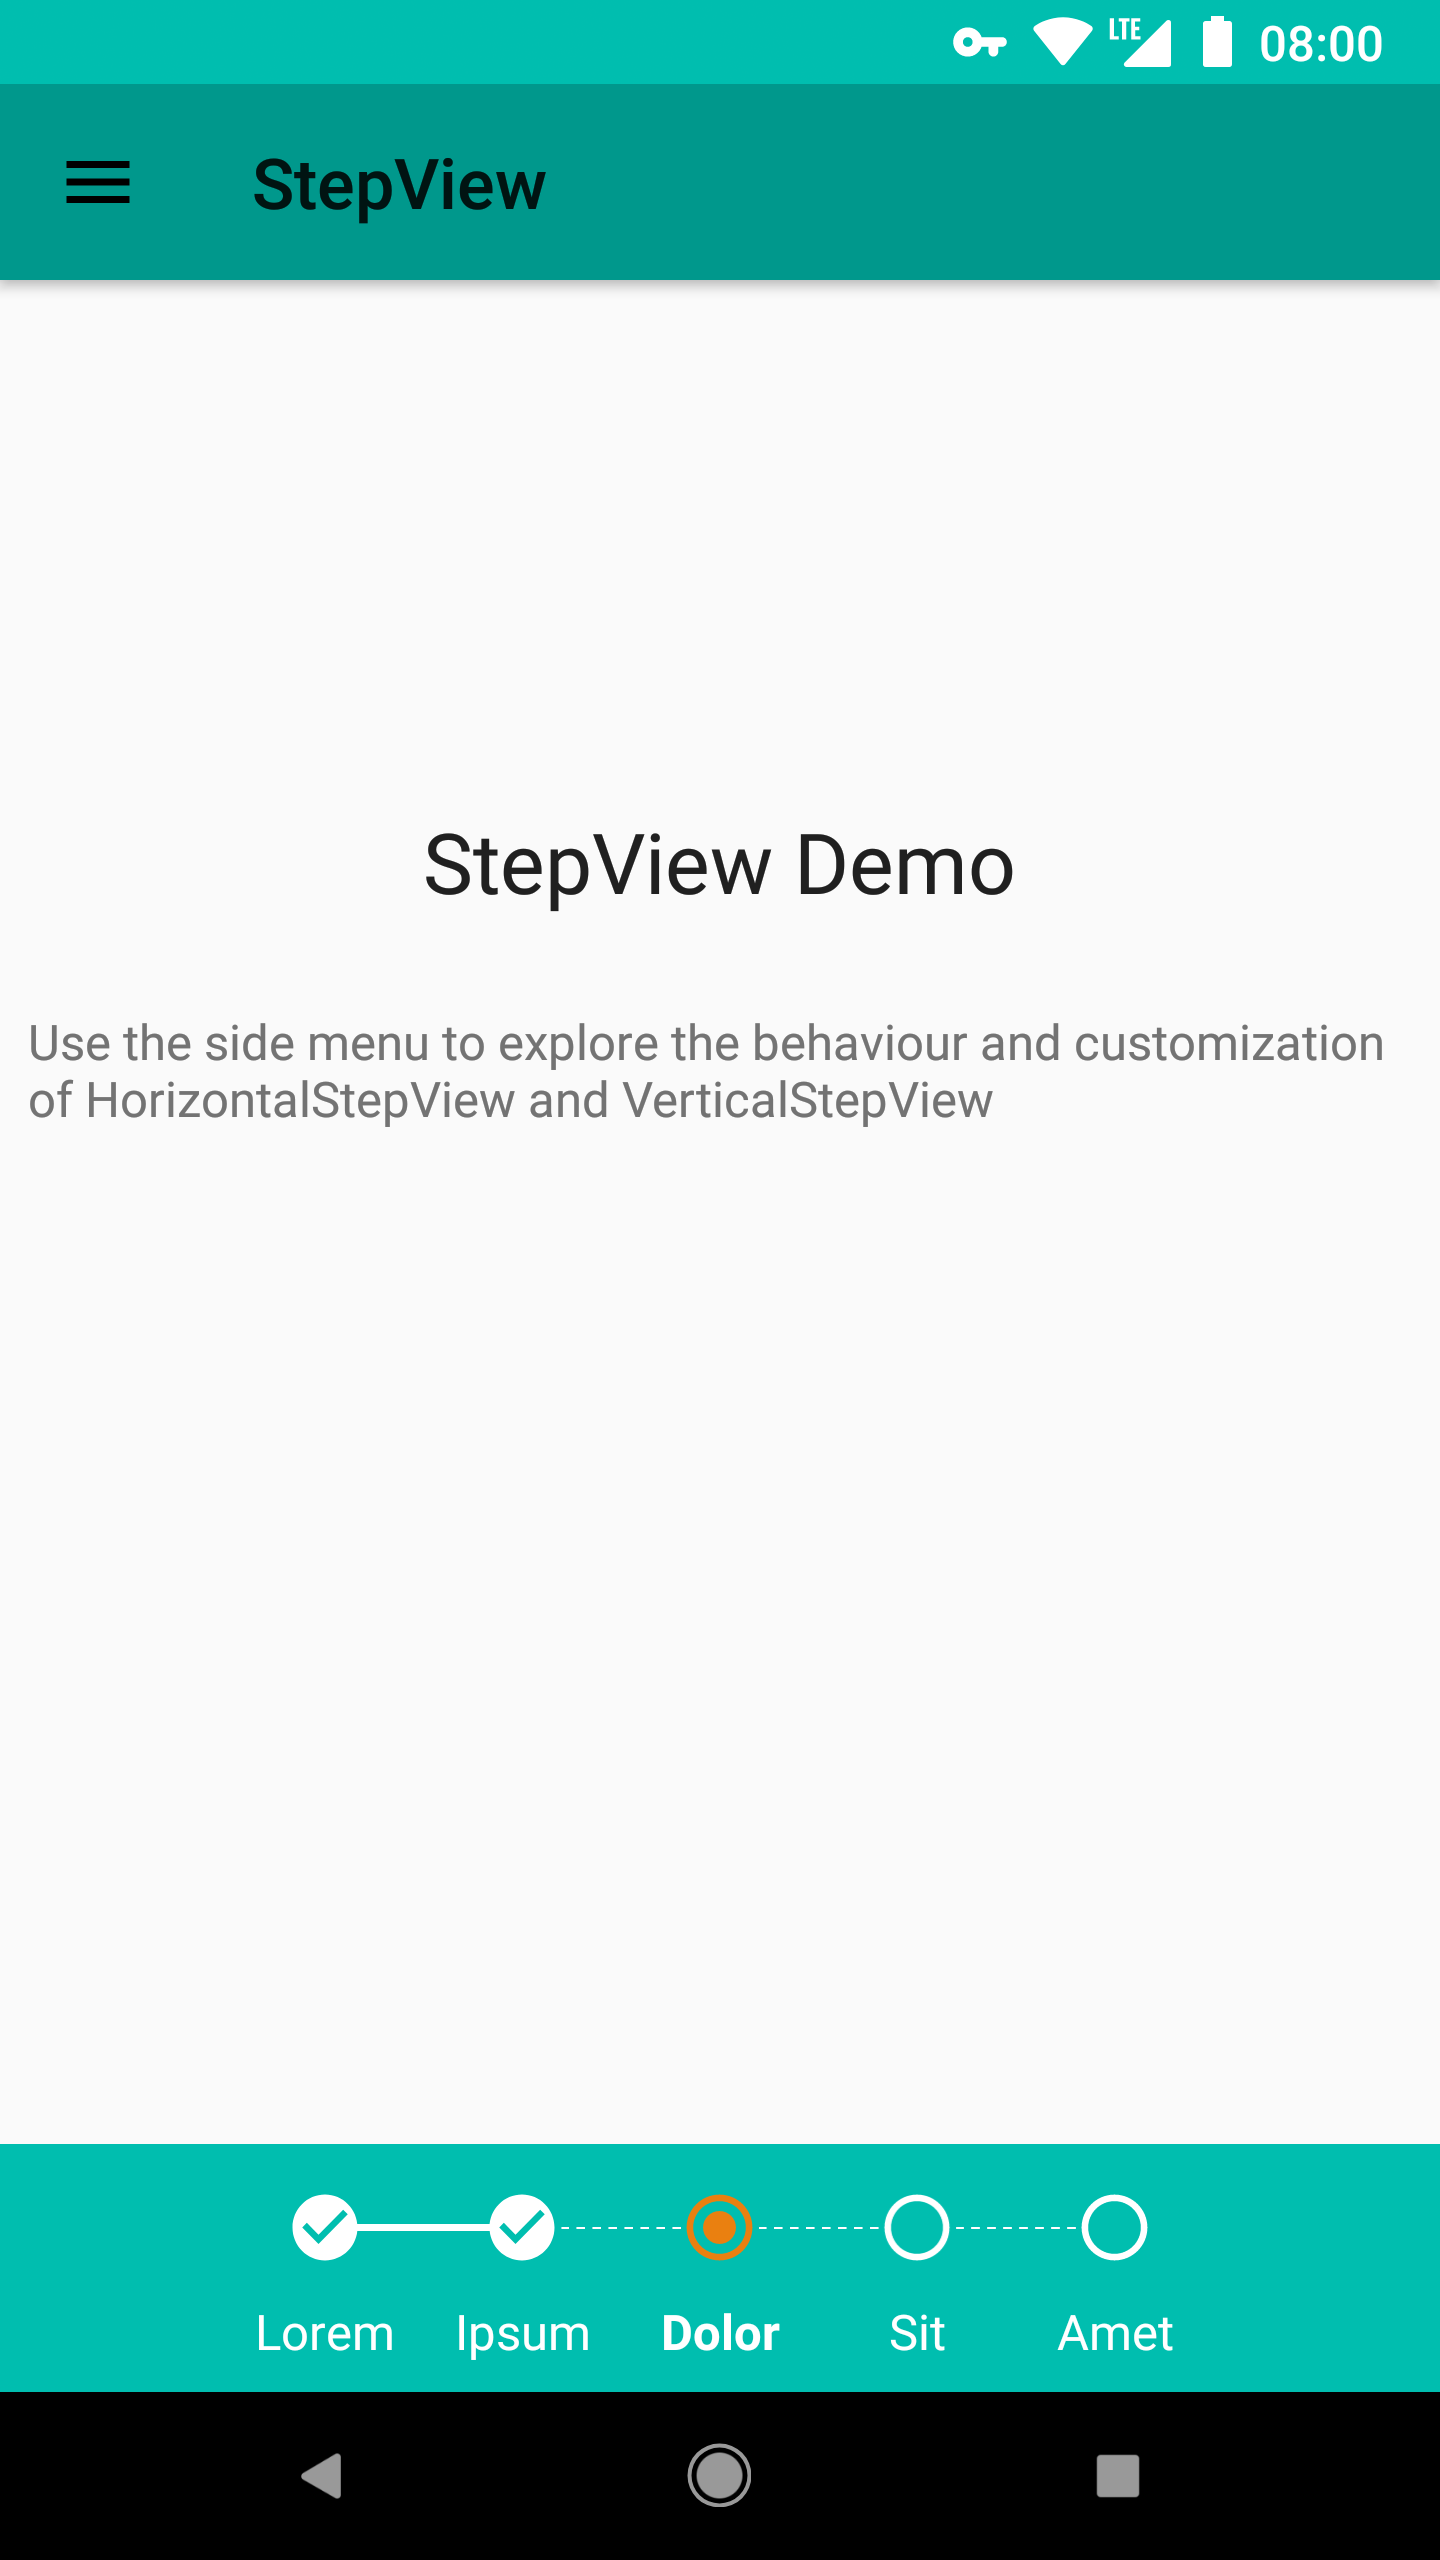 LTE 08:00
StepView
StepView Demo
Use the side menu to explore the behaviour and customization
of HorizontalStepView and VerticalStepView
Lorem Ipsum Dolor Sit Amet